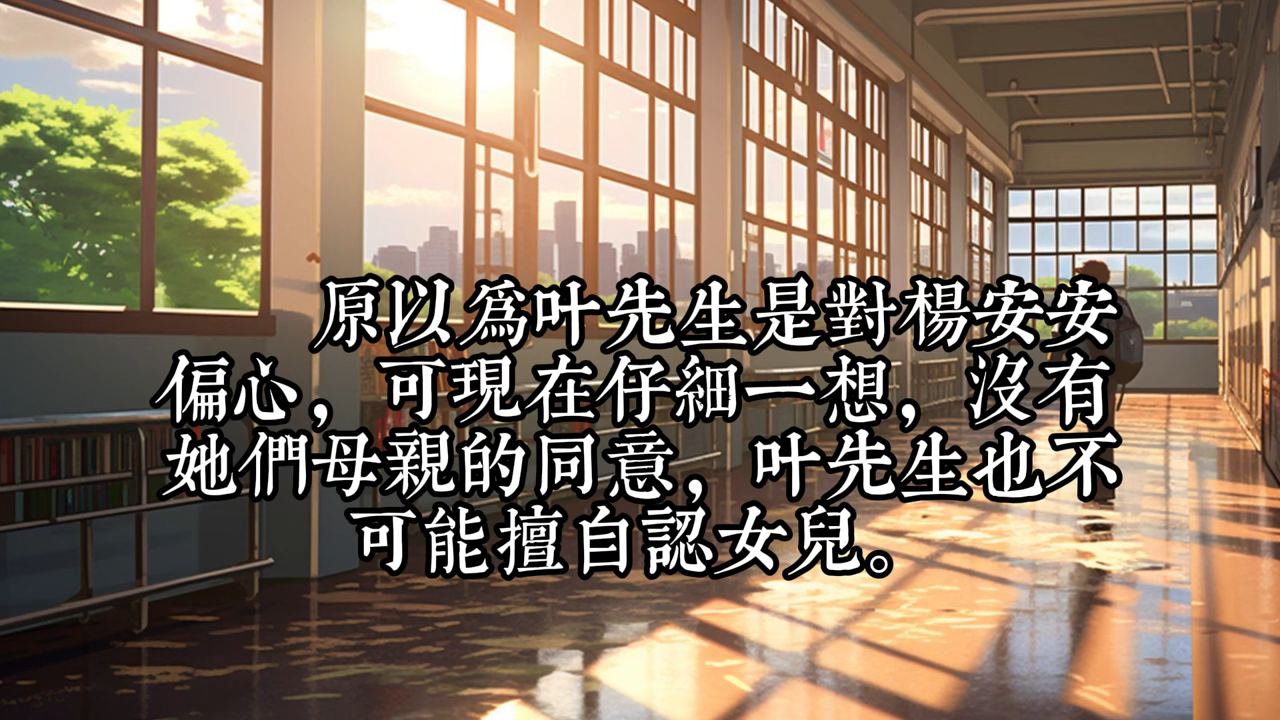 原以爲叶先生是對楊安安
偏心，可現在仔細一想，沒有
她們母親的同意，叶先生也不
可能擅自認女兒。